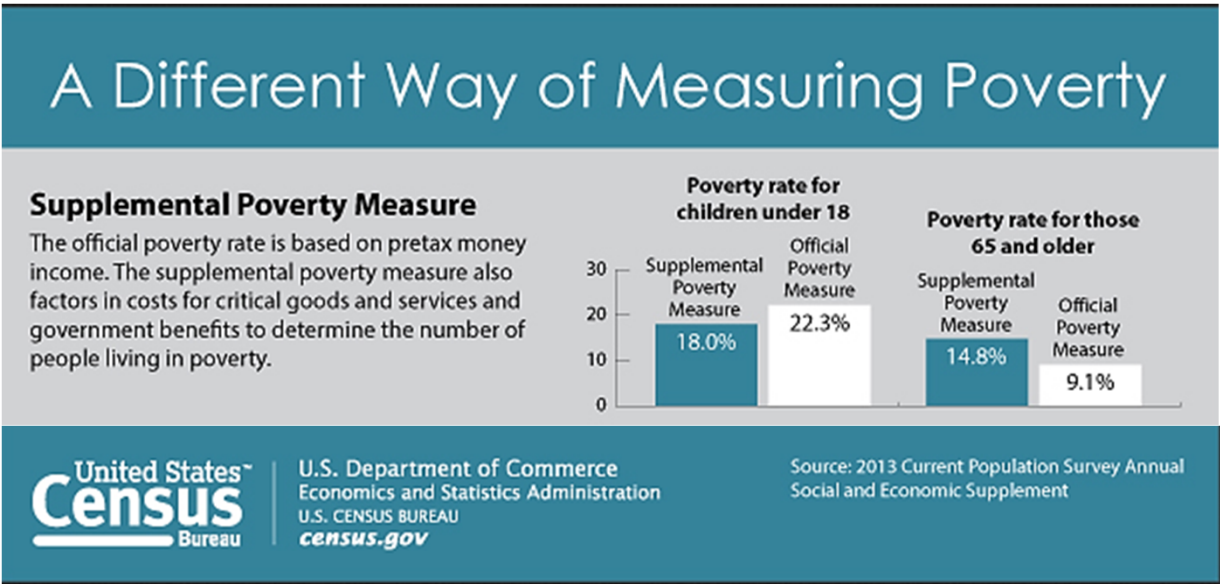 A Different Way of Measuring Poverty
Supplemental Poverty Measure
The official poverty rate is based on pretax money
income. The supplemental poverty measure also
factors in costs for critical goods and services and
government benefits to determine the number of
people living in poverty.
Poverty rate for
children under 18
30
20
10
0
Supplemental
Poverty
Measure
18.0%
Official
Poverty
Measure
22.3%
Poverty rate for those
65 and older
Supplemental
Poverty
Measure
14.8%
Official
Poverty
Measure
9.1%
United States™
Census
Bureau
U.S. Department of Commerce
Economics and Statistics Administration
U.S. CENSUS BUREAU
census.gov
Source: 2013 Current Population Survey Annual
Social and Economic Supplement